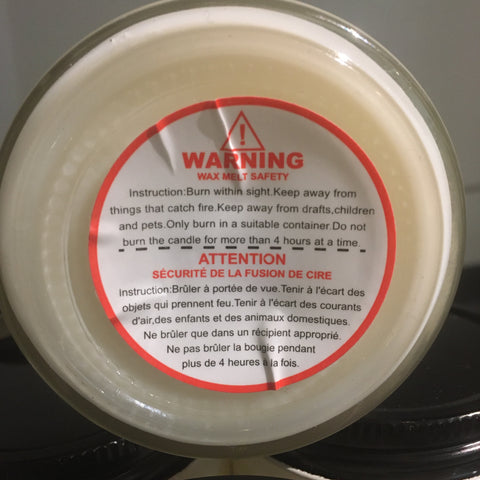 WARNING
WAX MELT SAFETY
Instruction:Burn within sight.Keep away from
things that catch fire.Keep away from drafts,children
and pets.Only burn in a suitable container.Do not
burn the candle for more than 4 hours at a time.
ATTENTION
SÉCURITÉ DE LA FUSION DE CIRE
Instruction:Brûler à portée de vue.Tenir à l'écart des
objets qui prennent feu.Tenir à l'écart des courants
d'air,des enfants et des animaux domestiques.
Ne brûler que dans un récipient approprié.
Ne pas brûler la bougie pendant
plus de 4 heures à la fois.